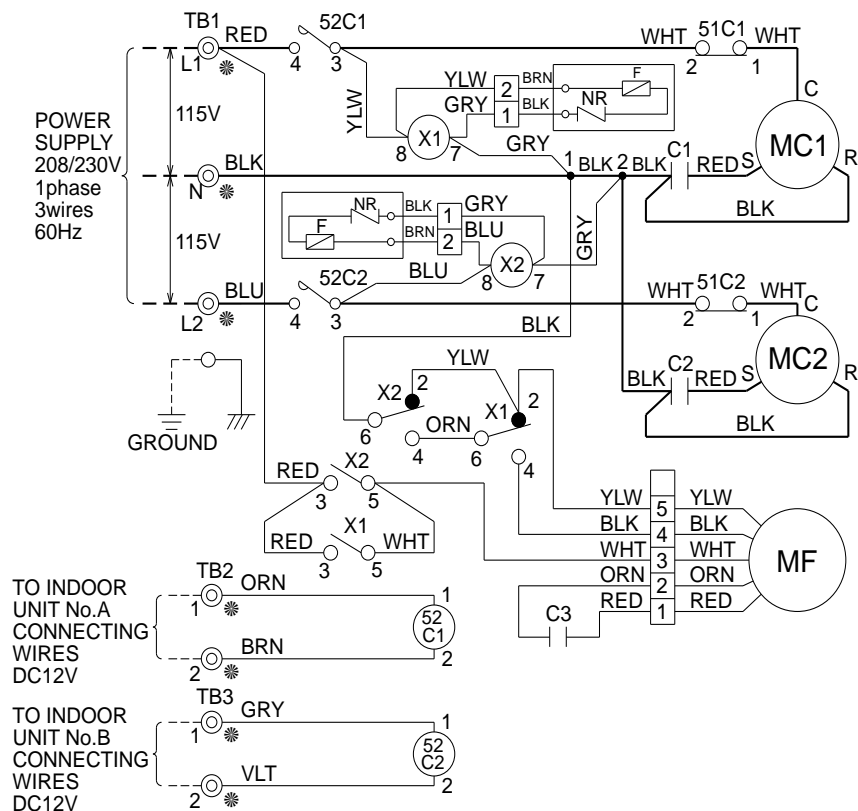 TB1
RED
52C1
WHT 51C1 WHT
L1
4 3
2 1
115V
YLW
YLW 2 BRN F
GRY 1 BLK NR
X1
8 7
GRY
C
POWER
SUPPLY
208/230V
1phase
3wires
60Hz
N
BLK
1 BLK 2 BLK C1 RED S
MC1
R
BLK
115V
NR BLK 1 GRY
F BRN 2 BLU
X2
8 7
GRY
BLU
L2
BLU
52C2
4 3
BLU
WHT 51C2 WHT
2 1
C
BLK
MC2
BLK C2 RED S
R
BLK
GROUND
YLW
X2 2
X1 2
6
ORN
4 6
4
RED X2
3 5
RED X1 WHT
3 5
YLW 5 YLW
BLK 4 BLK
WHT 3 WHT
ORN 2 ORN
RED 1 RED
MF
C3
TO INDOOR
UNIT No.A
CONNECTING
WIRES
DC12V
TB2
1
ORN
1
52
C1
2
BRN
2
TO INDOOR
UNIT No.B
CONNECTING
WIRES
DC12V
TB3
1
GRY
1
52
C2
2
VLT
2